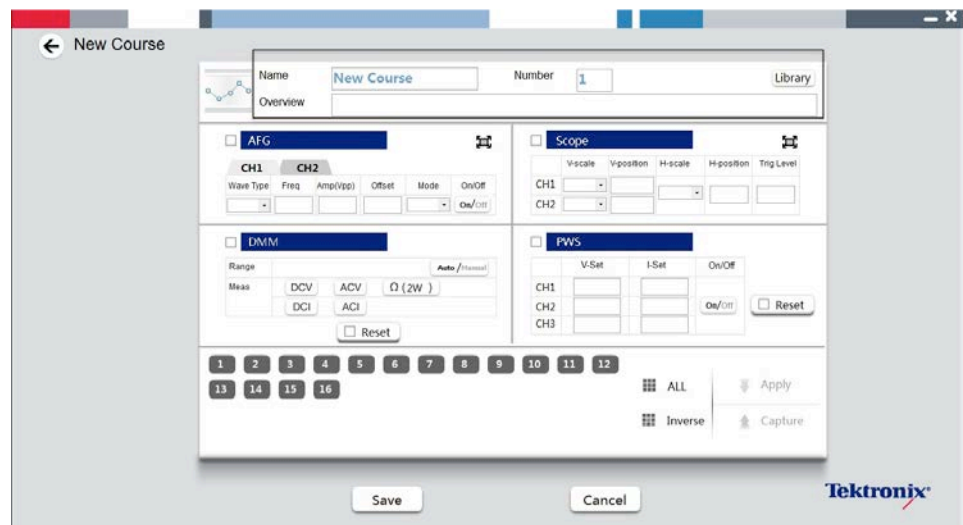 New Course
Name New Course Number 1 Library
Overview
AFG
CH1 CH2
Wave Type Freq Amp(Vpp) Offset Mode On/Off
On/Off
Scope
V-scale V-position H-scale H-position Trig Level
CH1
CH2
DMM
Range Auto/Manual
Meas DCV ACV Ω (2W )
DCI ACI
Reset
PWS
V-Set I-Set On/Off
CH1
CH2 On/Off Reset
CH3
1 2 3 4 5 6 7 8 9 10 11 12
13 14 15 16
ALL Apply
Inverse Capture
Save Cancel
Tektronix